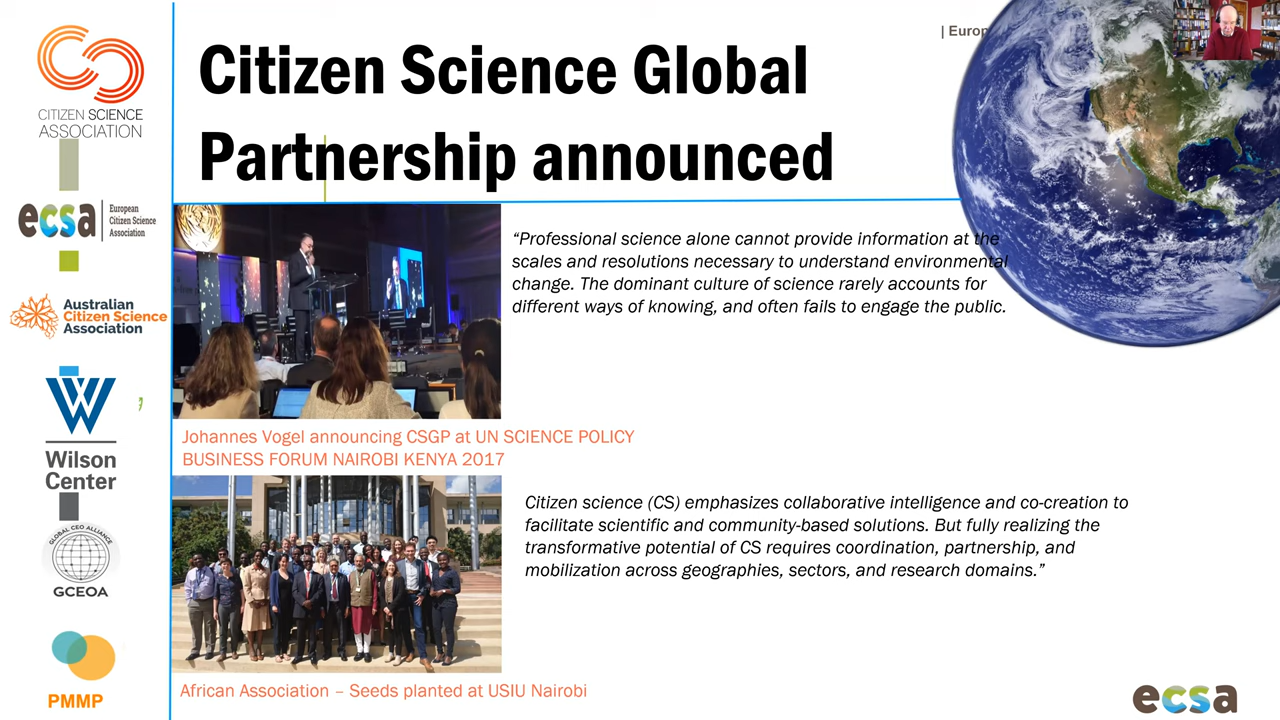 CITIZEN SCIENCE
ASSOCIATION
ecsa
European
Citizen Science
Association
Australian
Citizen Science
Association
Wilson
Center
GLOBAL CEO ALLIANCE
GCEOA
PMMP
,
Citizen Science Global
Partnership announced
| Europ
“Professional science alone cannot provide information at the
scales and resolutions necessary to understand environmental
change. The dominant culture of science rarely accounts for
different ways of knowing, and often fails to engage the public.
Johannes Vogel announcing CSGP at UN SCIENCE POLICY
BUSINESS FORUM NAIROBI KENYA 2017
Citizen science (CS) emphasizes collaborative intelligence and co-creation to
facilitate scientific and community-based solutions. But fully realizing the
transformative potential of CS requires coordination, partnership, and
mobilization across geographies, sectors, and research domains.”
African Association – Seeds planted at USIU Nairobi
ecsa